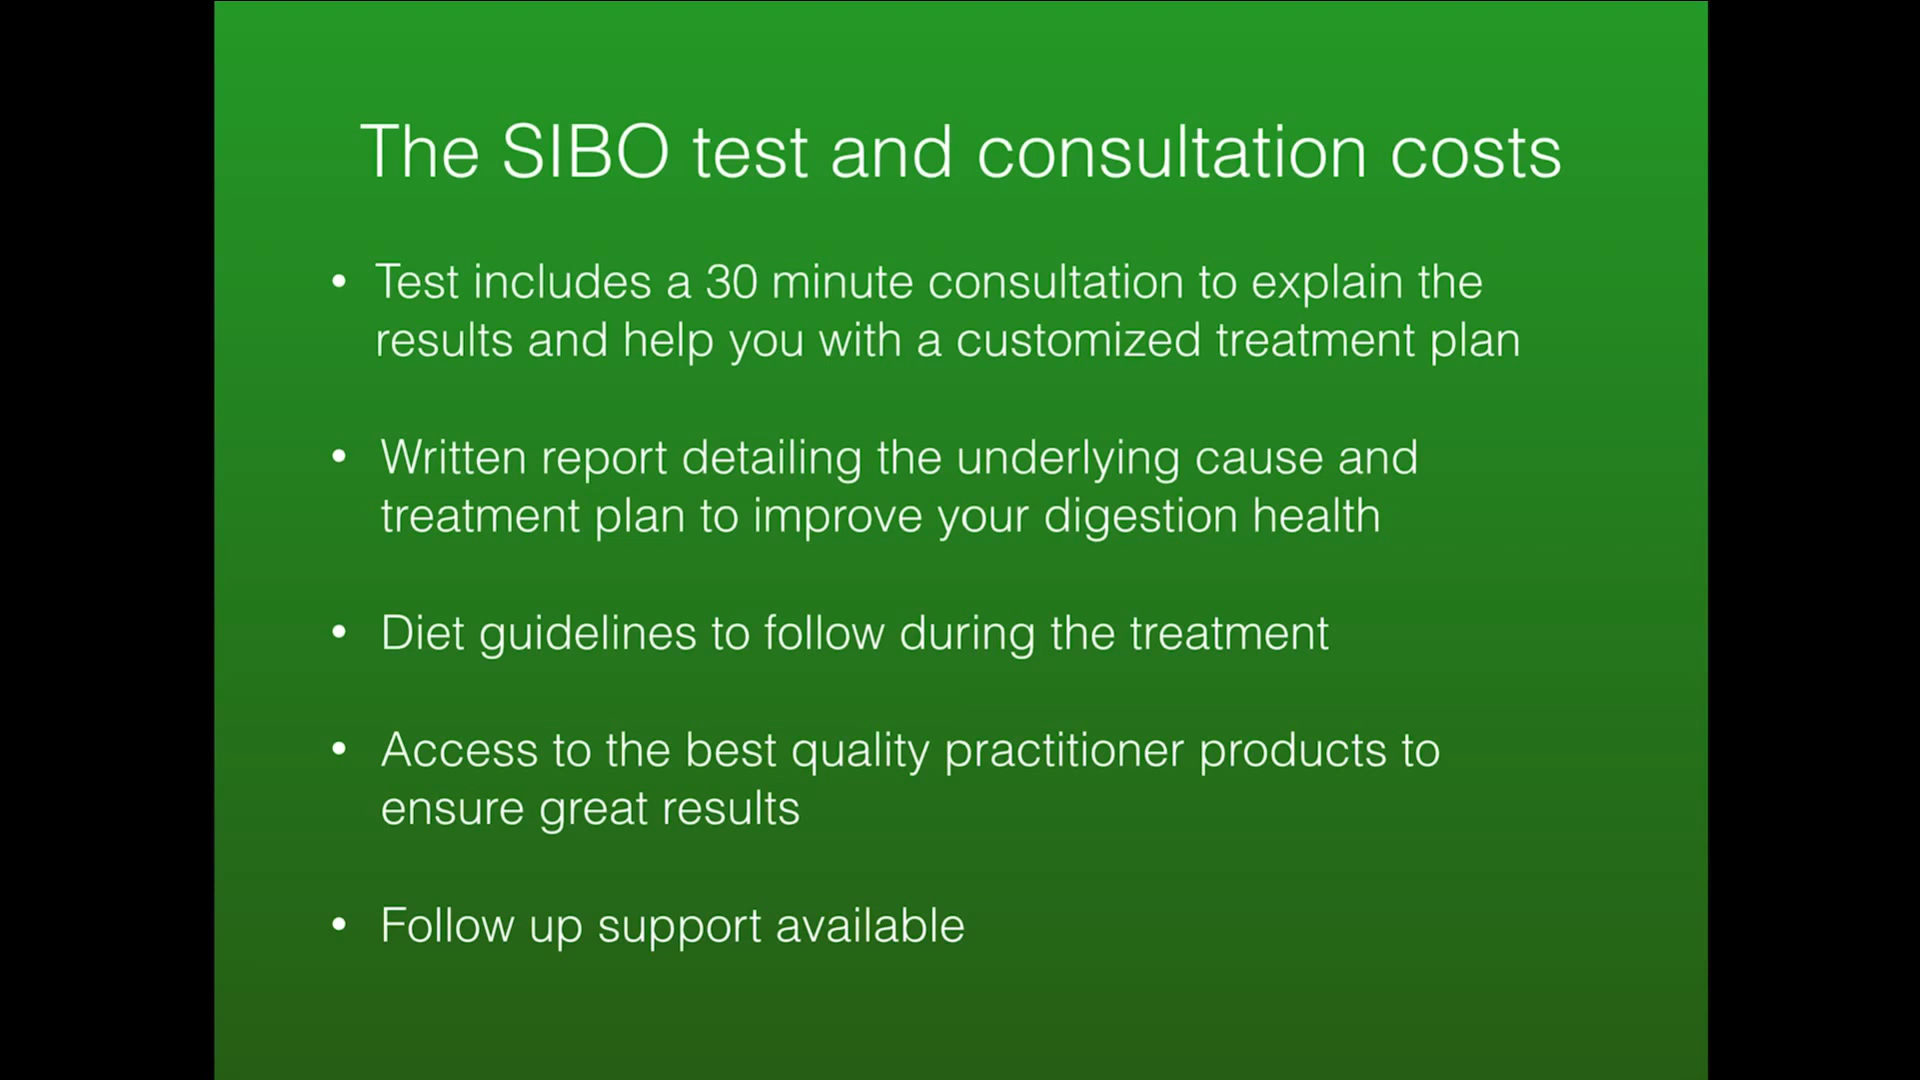 The SIBO test and consultation costs
• Test includes a 30 minute consultation to explain the
results and help you with a customized treatment plan
• Written report detailing the underlying cause and
treatment plan to improve your digestion health
• Diet guidelines to follow during the treatment
• Access to the best quality practitioner products to
ensure great results
• Follow up support available